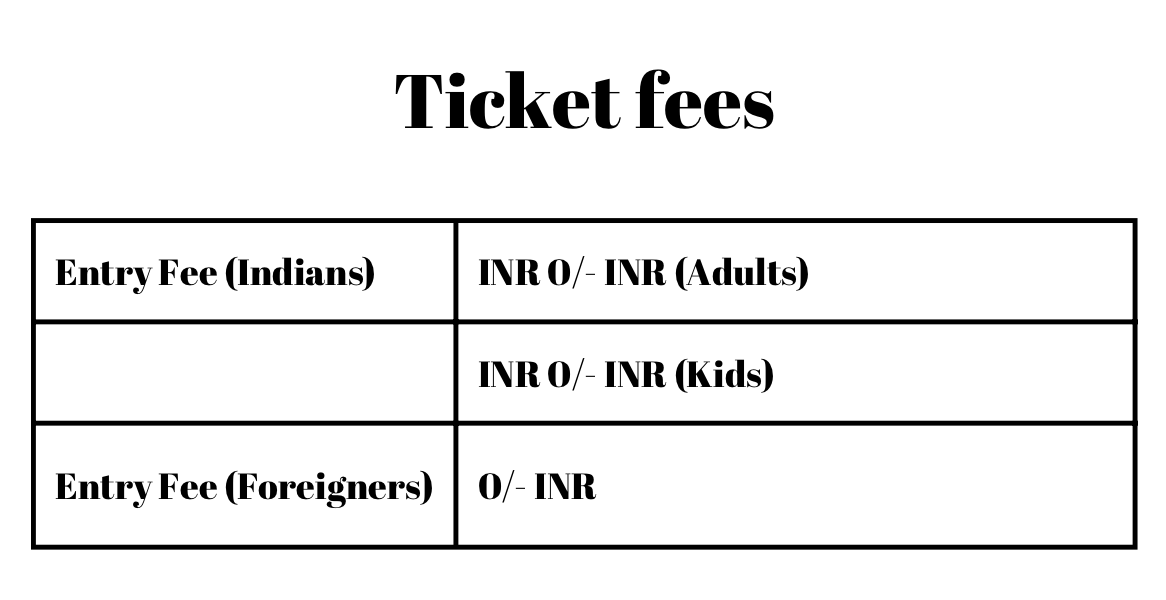 Ticket fees
Entry Fee (Indians)
INR 0/- INR (Adults)
INR 0/- INR (Kids)
Entry Fee (Foreigners)
0/- INR